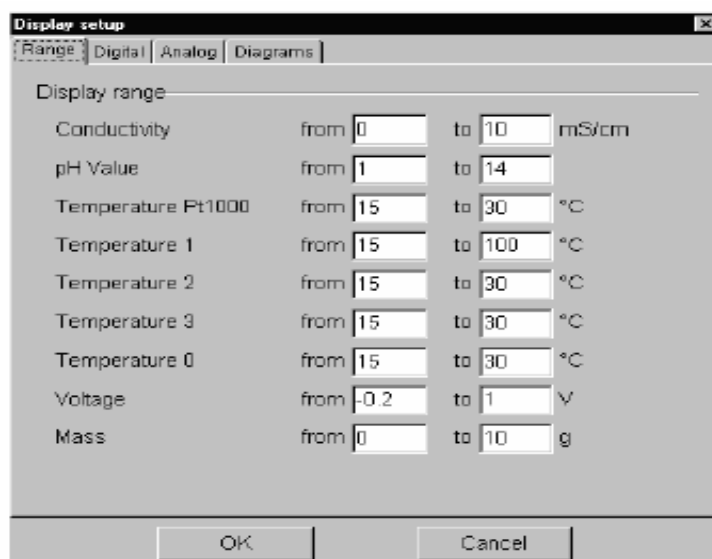 Display setup
Range Digital Analog Diagrams
Display range
Conductivity from 0 to 10 mS/cm
pH Value from 1 to 14
Temperature Pt1000 from 15 to 30 °C
Temperature 1 from 15 to 100 °C
Temperature 2 from 15 to 30 °C
Temperature 3 from 15 to 30 °C
Temperature 0 from 15 to 30 °C
Voltage from -0.2 to 1 V
Mass from 0 to 10 g
OK Cancel